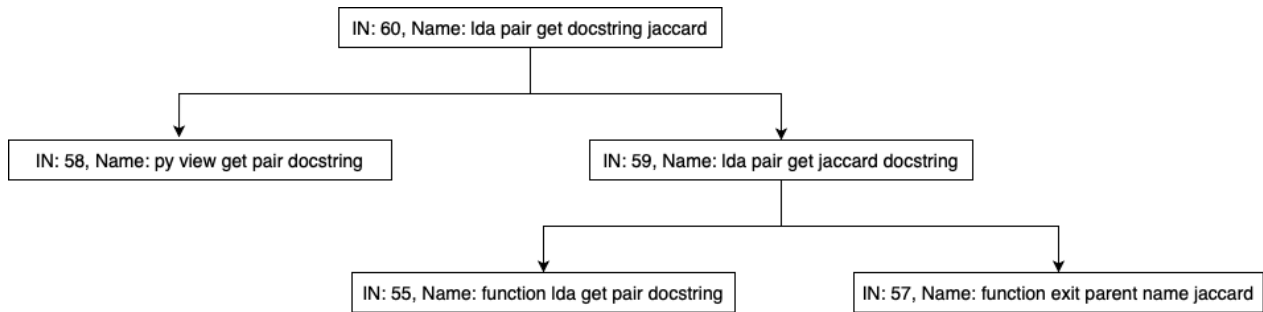 IN: 60, Name: lda pair get docstring jaccard
IN: 58, Name: py view get pair docstring
IN: 59, Name: lda pair get jaccard docstring
IN: 55, Name: function lda get pair docstring
IN: 57, Name: function exit parent name jaccard